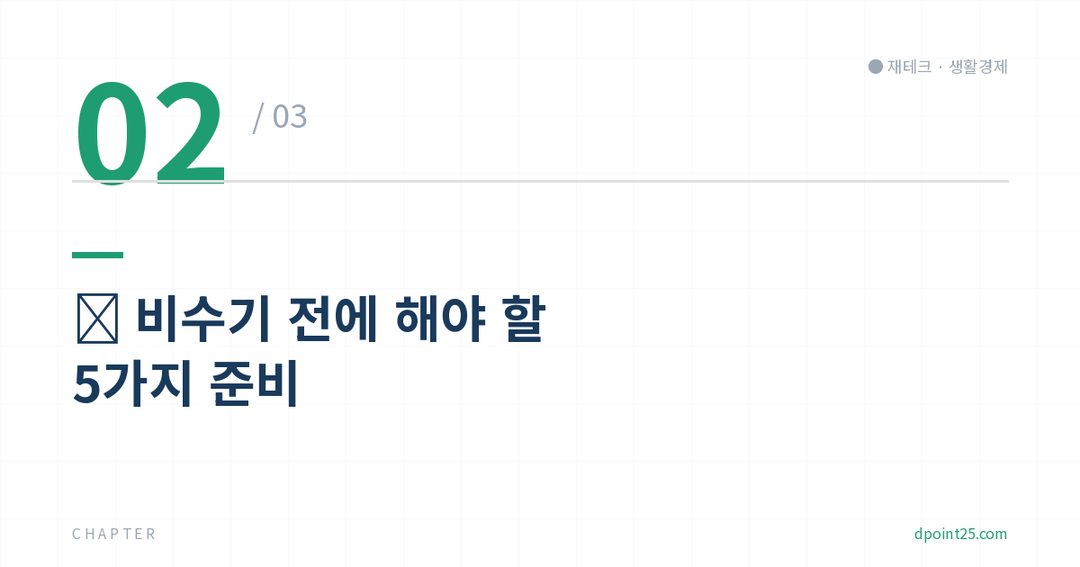 02 / 03
● 재테크 · 생활경제
비수기 전에 해야 할
5가지 준비
CHAPTER
dpoint25.com